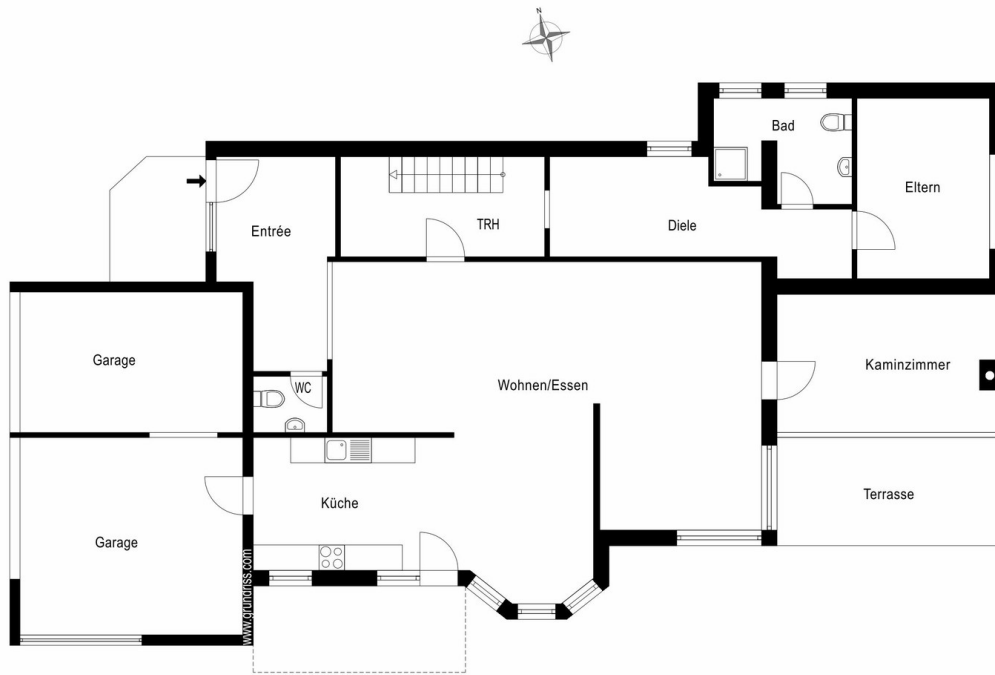 N
Bad
Eltern
Entrée
TRH
Diele
Garage
Wohnen/Essen
Kaminzimmer
WC
Küche
Terrasse
Garage
www.grundriss.com